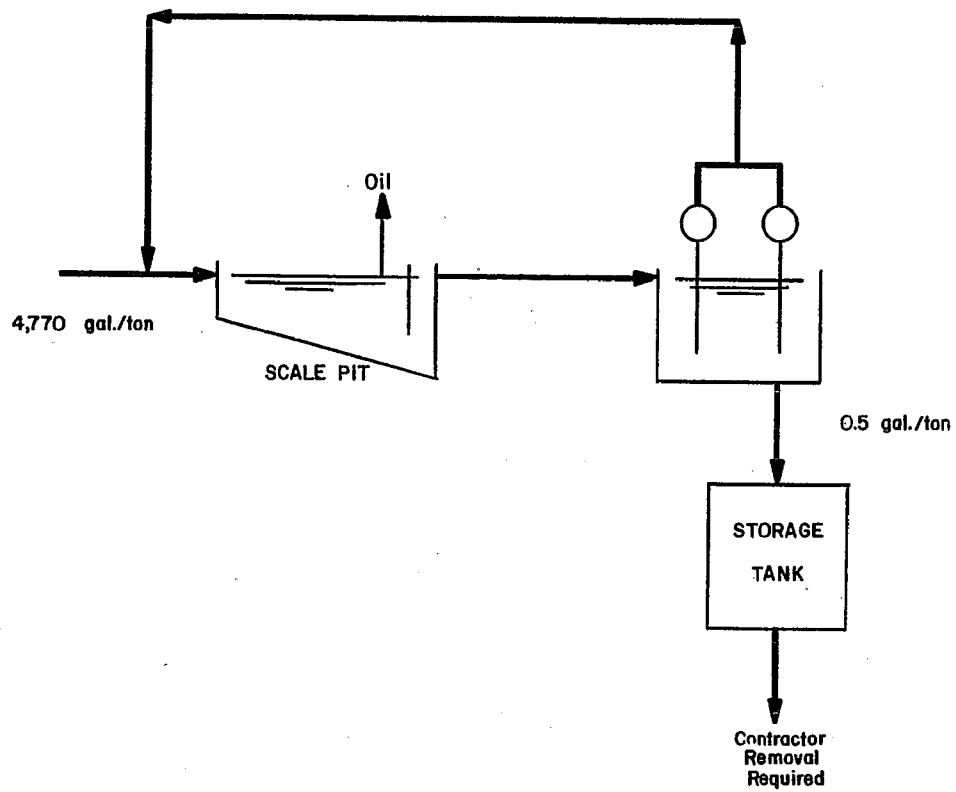 Oil
4,770 gal./ton
SCALE PIT
0.5 gal./ton
STORAGE
TANK
Contractor
Removal
Required